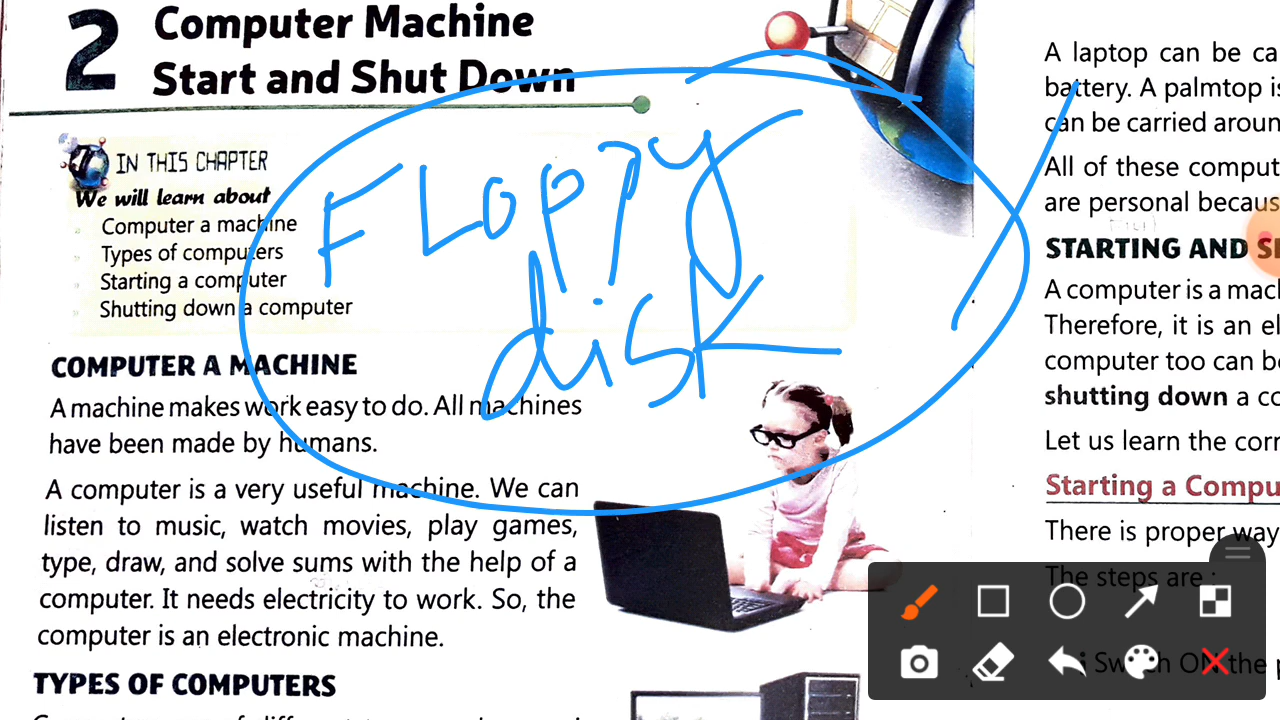 2
Computer Machine
Start and Shut Down
IN THIS CHAPTER
We will learn about
Computer a machine
Types of computers
Starting a computer
Shutting down a computer
FLoppy
disk
COMPUTER A MACHINE
A machine makes work easy to do. All machines
have been made by humans.
A computer is a very useful machine. We can
listen to music, watch movies, play games,
type, draw, and solve sums with the help of a
computer. It needs electricity to work. So, the
computer is an electronic machine.
TYPES OF COMPUTERS
A laptop can be ca
battery. A palmtop is
can be carried aroun
All of these comput
are personal becaus
STARTING AND S
A computer is a mac
Therefore, it is an el
computer too can be
shutting down a co
Let us learn the corr
Starting a Compu
There is proper way
The steps are :
Switch ON the p